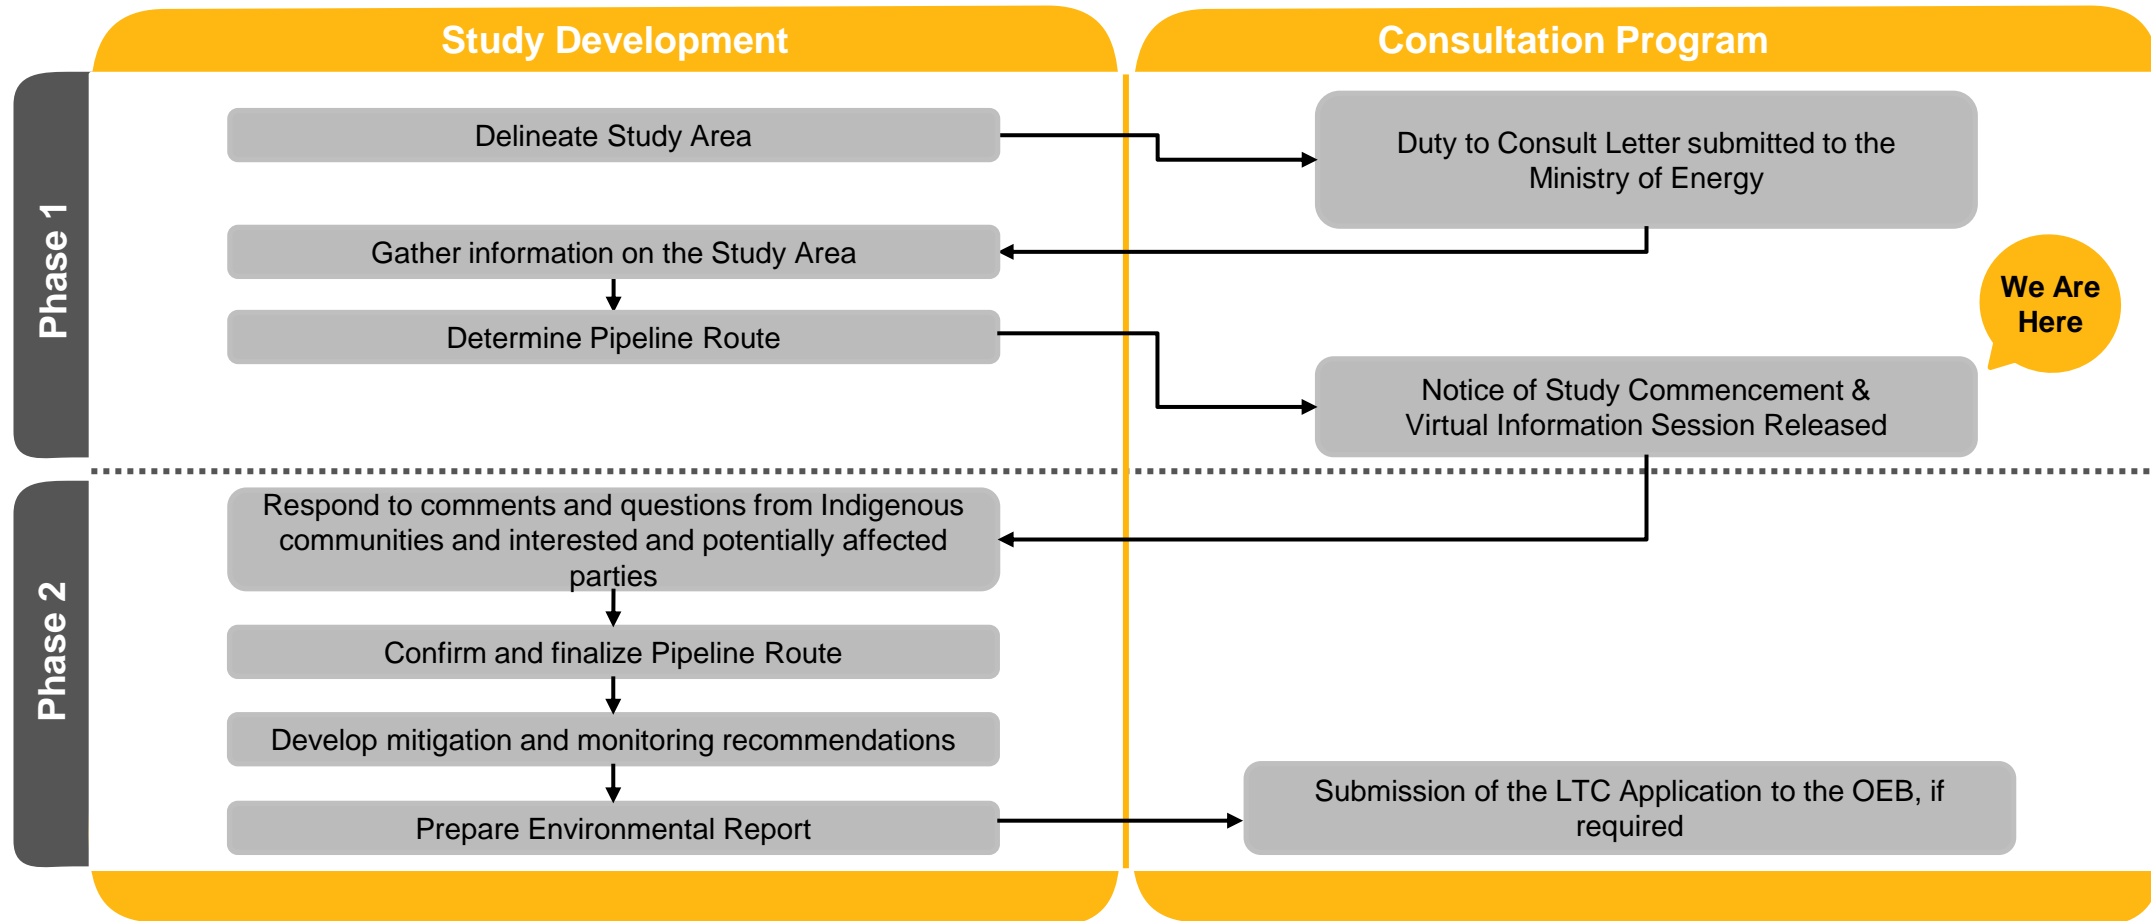 Study Development
Consultation Program
Phase 1
Delineate Study Area
Duty to Consult Letter submitted to the
Ministry of Energy
Gather information on the Study Area
Determine Pipeline Route
We Are
Here
Notice of Study Commencement &
Virtual Information Session Released
Phase 2
Respond to comments and questions from Indigenous
communities and interested and potentially affected
parties
Confirm and finalize Pipeline Route
Develop mitigation and monitoring recommendations
Prepare Environmental Report
Submission of the LTC Application to the OEB, if
required